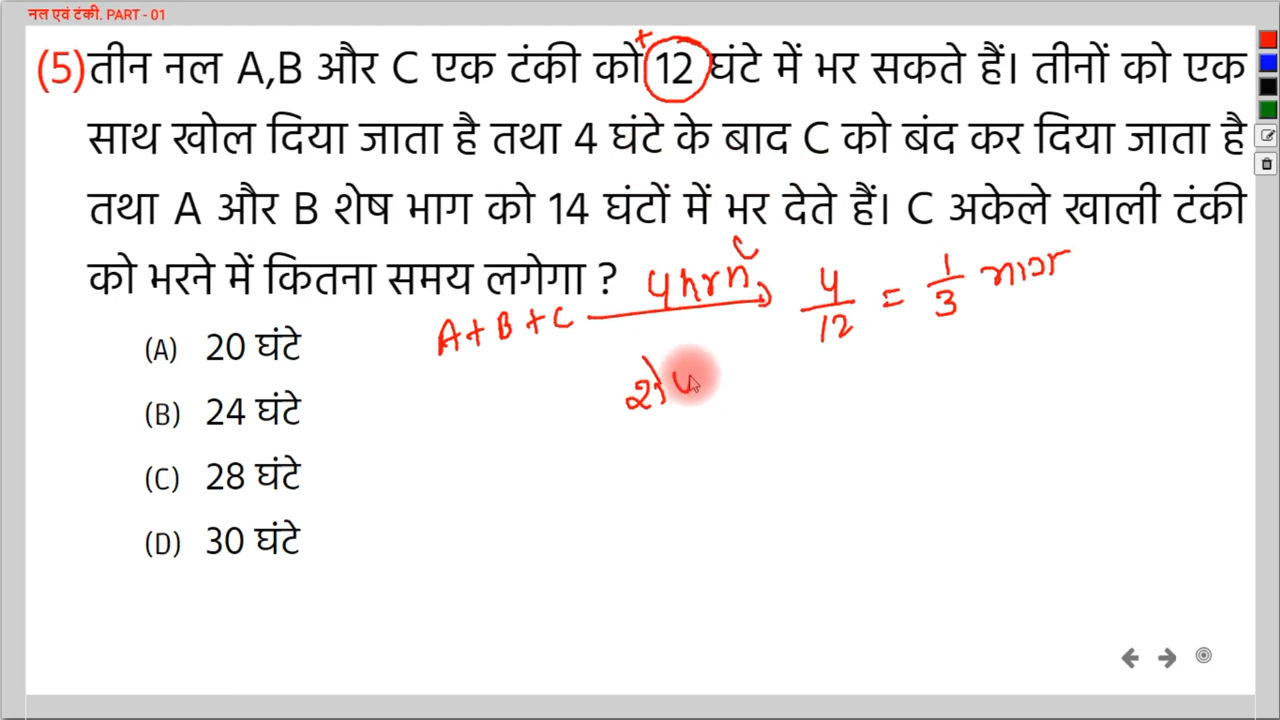 नल एवं टंकी. PART - 01
(5) तीन नल A,B और C एक टंकी को 12 घंटे में भर सकते हैं। तीनों को एक
साथ खोल दिया जाता है तथा 4 घंटे के बाद C को बंद कर दिया जाता है
तथा A और B शेष भाग को 14 घंटों में भर देते हैं। C अकेले खाली टंकी
को भरने में कितना समय लगेगा ?
A+B+C 4hrs 4/12 = 1/3 भाग
(A) 20 घंटे
(B) 24 घंटे
(C) 28 घंटे
(D) 30 घंटे